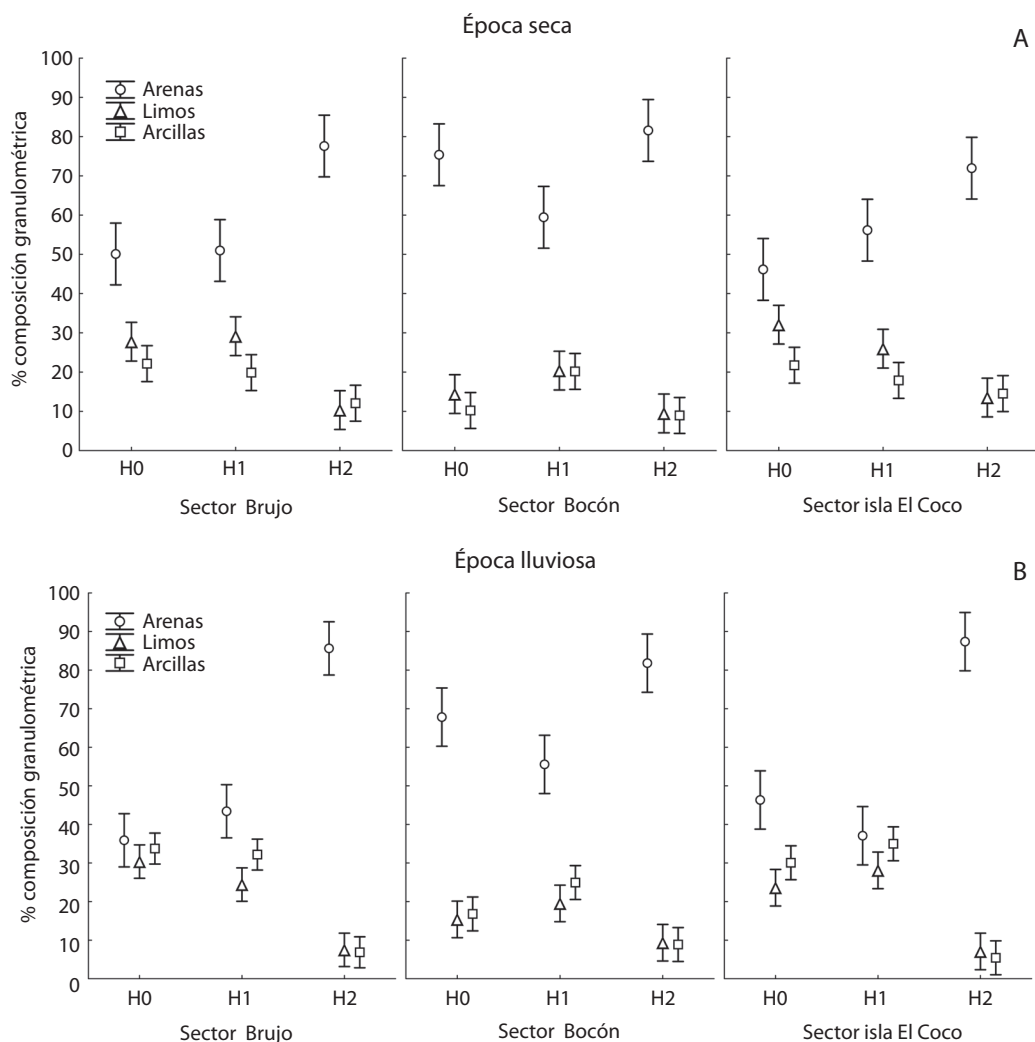 Época seca
A
% composición granulométrica
100
90
80
70
60
50
40
30
20
10
0
Arenas
Limos
Arcillas
H0 H1 H2
H0 H1 H2
H0 H1 H2
Sector Brujo
Sector Bocón
Sector isla El Coco
Época lluviosa
B
% composición granulométrica
100
90
80
70
60
50
40
30
20
10
0
Arenas
Limos
Arcillas
H0 H1 H2
H0 H1 H2
H0 H1 H2
Sector Brujo
Sector Bocón
Sector isla El Coco